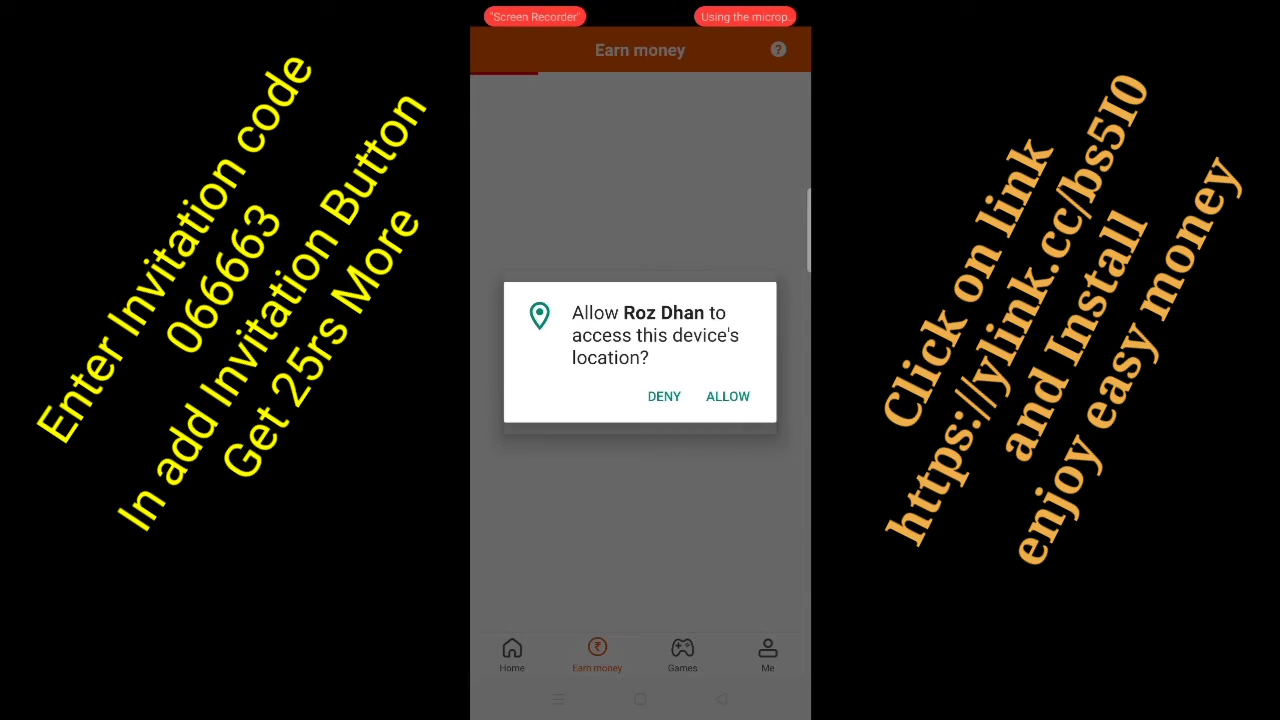 "Screen Recorder"
Using the microp..
Earn money
?
Enter Invitation code
066663
In add Invitation Button
Get 25rs More
Allow Roz Dhan to
access this device's
location?
DENY ALLOW
Click on link
https://ylink.cc/bs5I0
and Install
enjoy easy money
Home Earn money Games Me